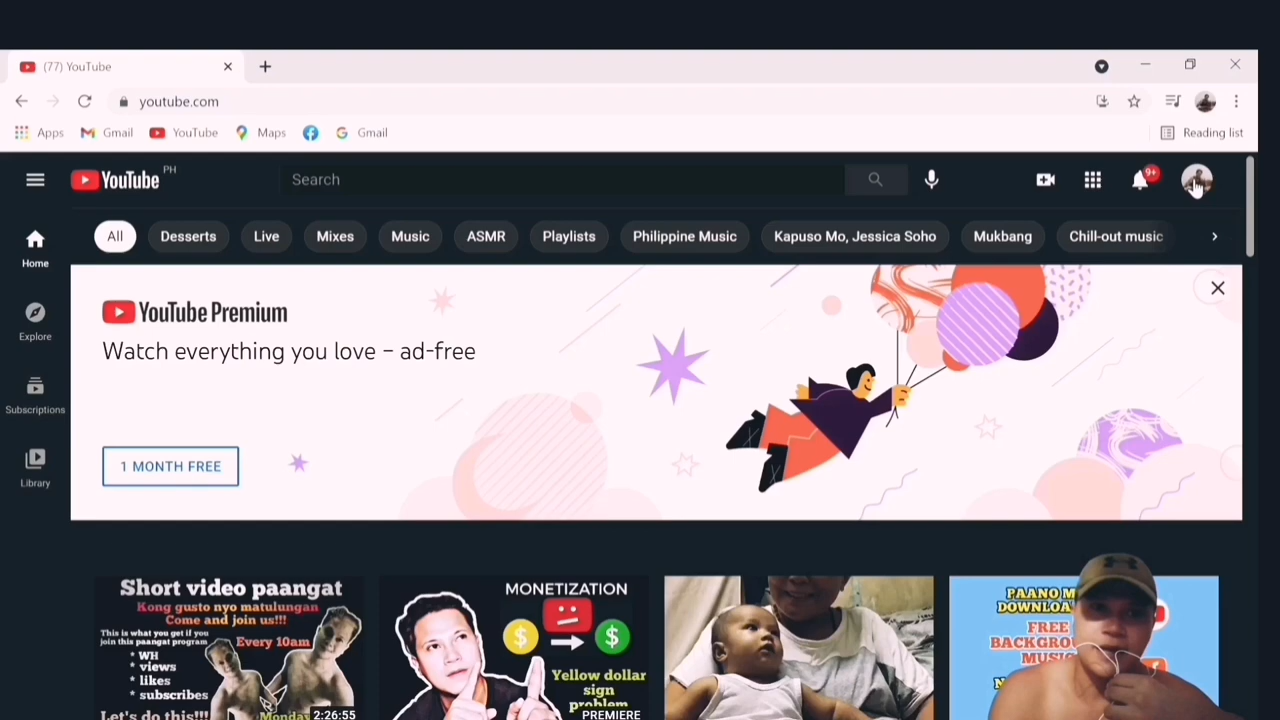 (77) YouTube
youtube.com
Apps
Gmail
YouTube
Maps
Gmail
Reading list
YouTube PH
Search
9+
All
Desserts
Live
Mixes
Music
ASMR
Playlists
Philippine Music
Kapuso Mo, Jessica Soho
Mukbang
Chill-out music
Home
Explore
Subscriptions
Library
YouTube Premium
Watch everything you love – ad-free
1 MONTH FREE
Short video paangat
Kong gusto nyo matulungan
Come and join us!!!
This is what you get if you
join this paangat program
Every 10am
* WH
* views
* likes
* subscribes
Let's do this!!!
Monday
2:26:55
MONETIZATION
$
$
Yellow dollar
sign
problem
PREMIERE
PAANO
FREE